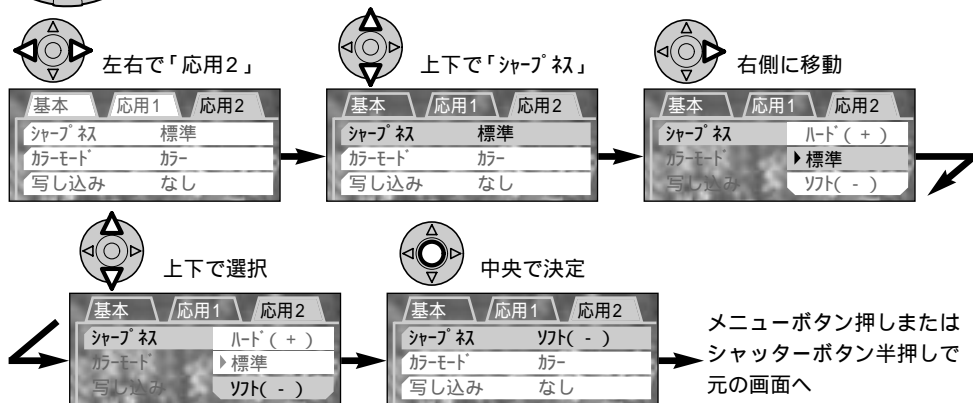 左右で「応用2」
基本 応用1 応用2
ｼｬｰﾌﾟﾈｽ 標準
ｶﾗｰﾓｰﾄﾞ ｶﾗｰ
写し込み なし
上下で「ｼｬｰﾌﾟﾈｽ」
基本 応用1 応用2
ｼｬｰﾌﾟﾈｽ 標準
ｶﾗｰﾓｰﾄﾞ ｶﾗｰ
写し込み なし
右側に移動
基本 応用1 応用2
ｼｬｰﾌﾟﾈｽ ﾊｰﾄﾞ(+)
ｶﾗｰﾓｰﾄﾞ 標準
写し込み ｿﾌﾄ(-)
上下で選択
基本 応用1 応用2
ｼｬｰﾌﾟﾈｽ ﾊｰﾄﾞ(+)
ｶﾗｰﾓｰﾄﾞ 標準
写し込み ｿﾌﾄ(-)
中央で決定
基本 応用1 応用2
ｼｬｰﾌﾟﾈｽ ｿﾌﾄ(-)
ｶﾗｰﾓｰﾄﾞ ｶﾗｰ
写し込み なし
メニューボタン押しまたは
シャッターボタン半押しで
元の画面へ